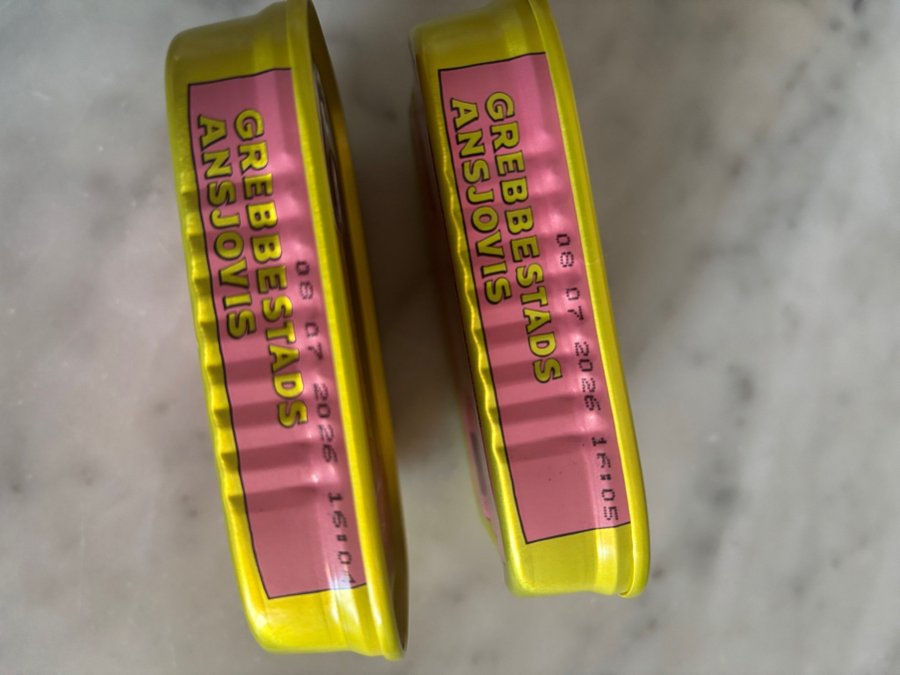 GREBBESTADS
ANSJOVIS
08 07 2026 16:04
GREBBESTADS
ANSJOVIS
08 07 2026 16:05